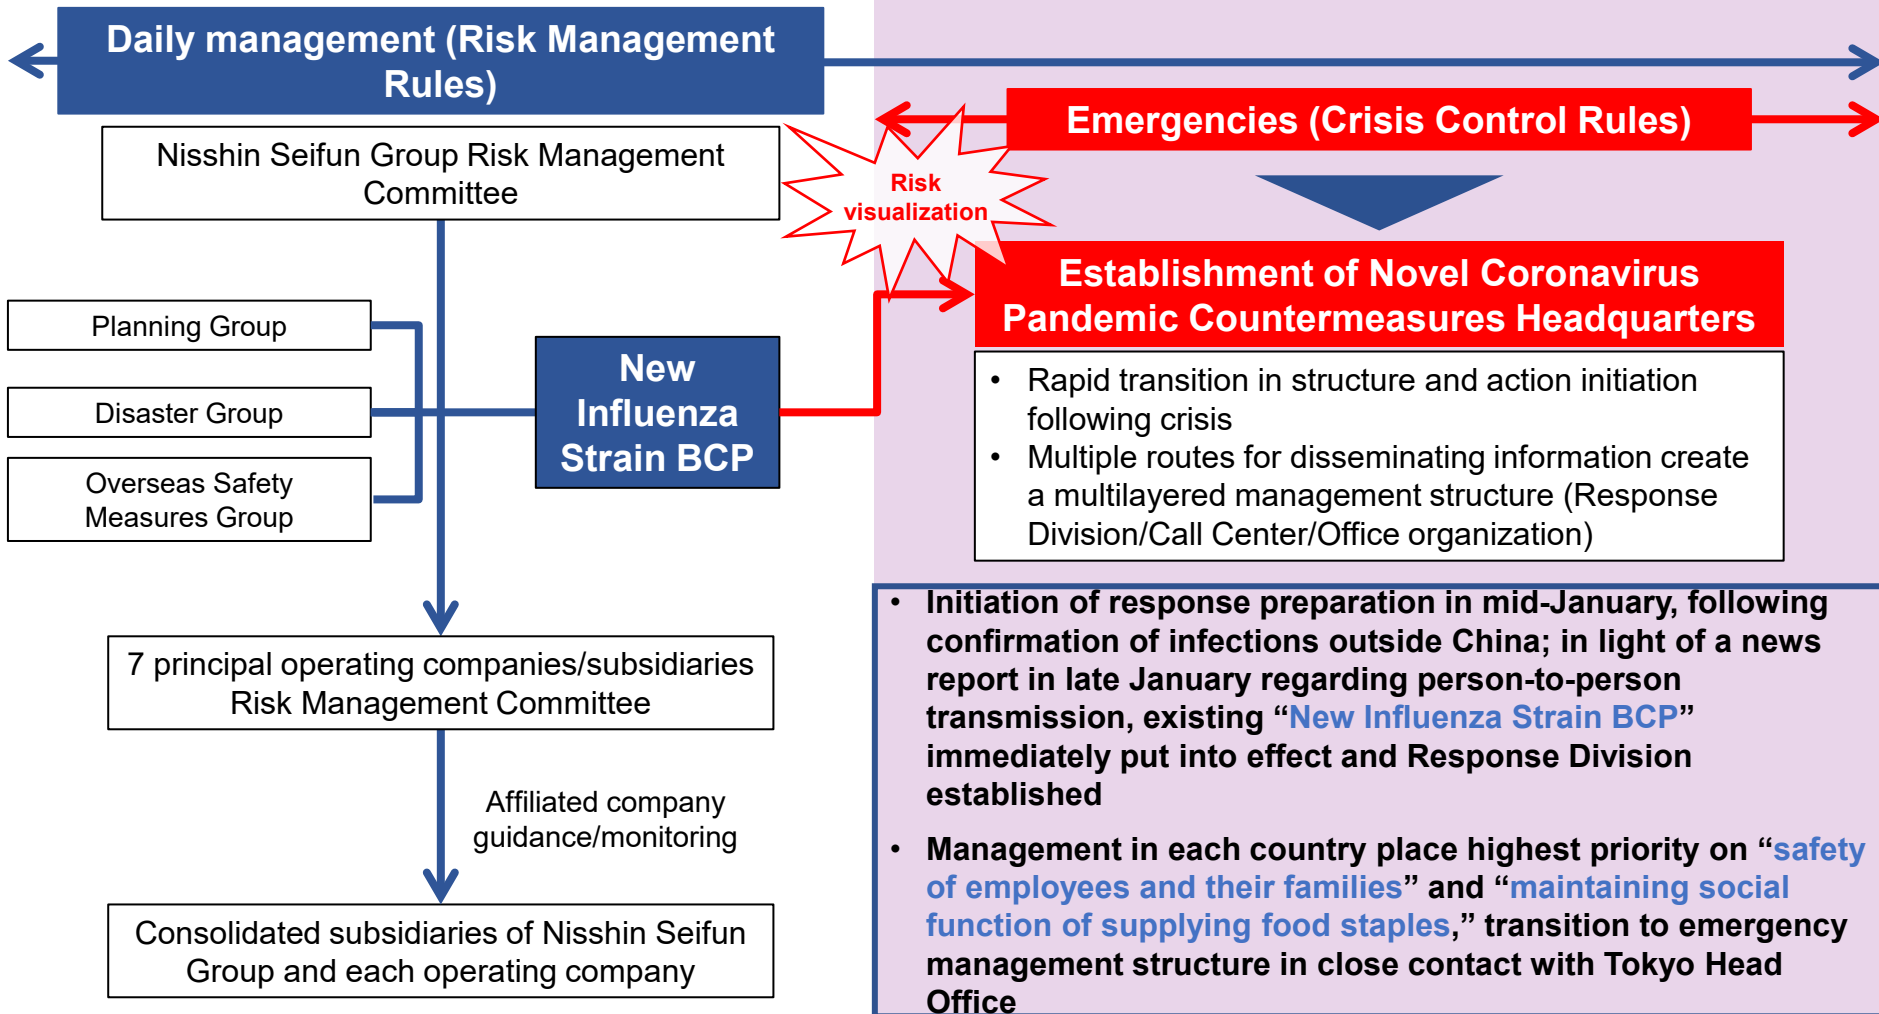 Daily management (Risk Management
Rules)
Emergencies (Crisis Control Rules)
Nisshin Seifun Group Risk Management
Committee
Risk
visualization
Establishment of Novel Coronavirus
Pandemic Countermeasures Headquarters
Planning Group
Disaster Group
Overseas Safety
Measures Group
New
Influenza
Strain BCP
• Rapid transition in structure and action initiation
following crisis
• Multiple routes for disseminating information create
a multilayered management structure (Response
Division/Call Center/Office organization)
7 principal operating companies/subsidiaries
Risk Management Committee
Affiliated company
guidance/monitoring
Consolidated subsidiaries of Nisshin Seifun
Group and each operating company
• Initiation of response preparation in mid-January, following
confirmation of infections outside China; in light of a news
report in late January regarding person-to-person
transmission, existing “New Influenza Strain BCP”
immediately put into effect and Response Division
established
• Management in each country place highest priority on “safety
of employees and their families” and “maintaining social
function of supplying food staples,” transition to emergency
management structure in close contact with Tokyo Head
Office